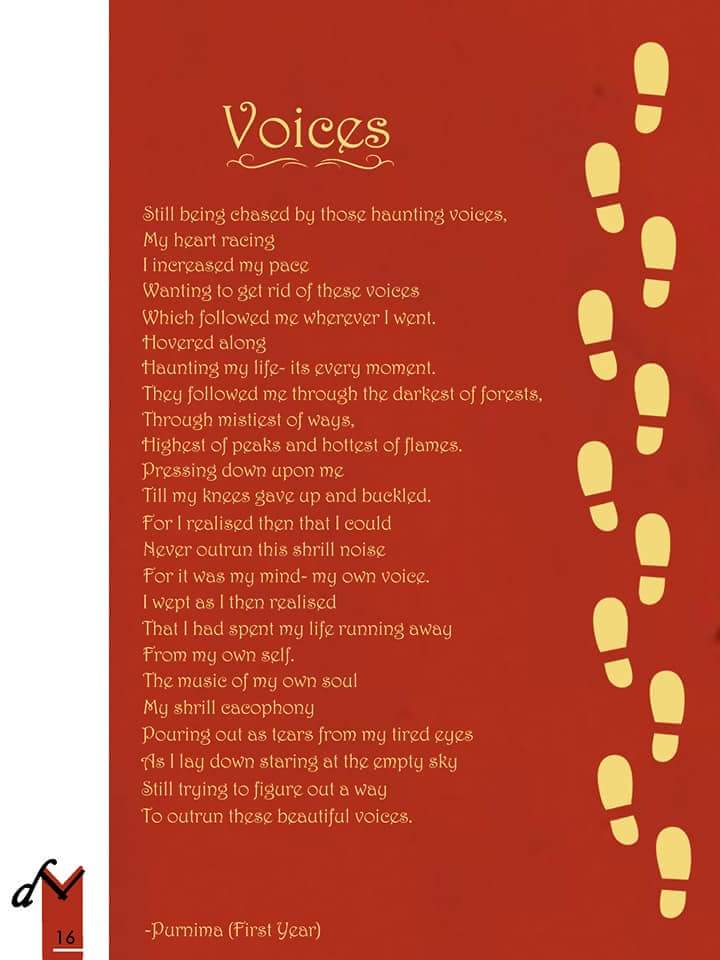 Voices
Still being chased by those haunting voices,
My heart racing
I increased my pace
Wanting to get rid of these voices
Which followed me wherever I went.
Hovered along
Haunting my life- its every moment.
They followed me through the darkest of forests,
Through mistiest of ways,
Highest of peaks and hottest of flames.
Pressing down upon me
Till my knees gave up and buckled.
For I realised then that I could
Never outrun this shrill noise
For it was my mind- my own voice.
I wept as I then realised
That I had spent my life running away
From my own self.
The music of my own soul
My shrill cacophony
Pouring out as tears from my tired eyes
As I lay down staring at the empty sky
Still trying to figure out a way
To outrun these beautiful voices.
-Purnima (First Year)
16